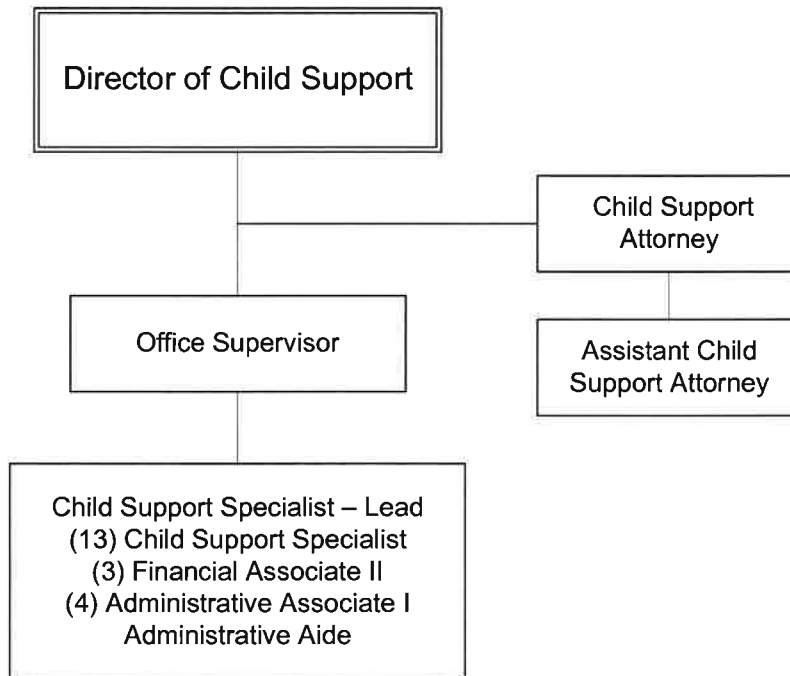 Director of Child Support
Child Support
Attorney
Office Supervisor
Assistant Child
Support Attorney
Child Support Specialist – Lead
(13) Child Support Specialist
(3) Financial Associate II
(4) Administrative Associate I
Administrative Aide